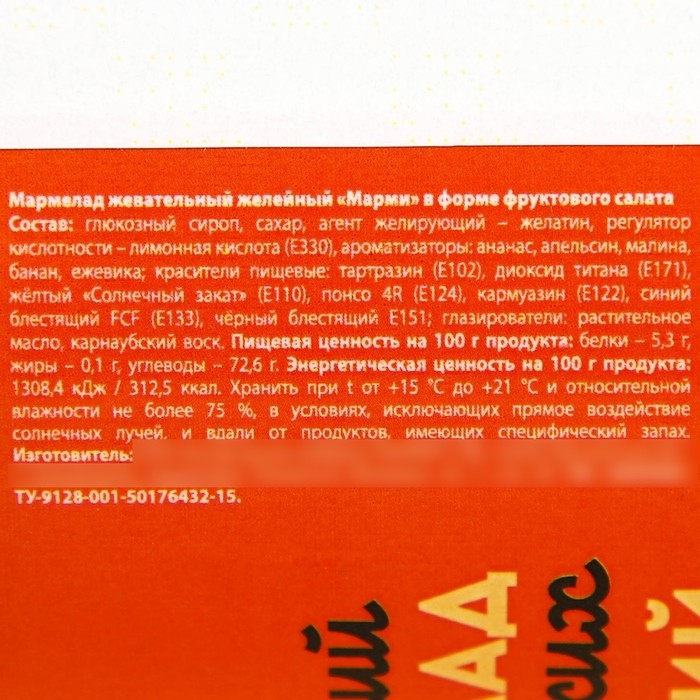 Мармелад жевательный желейный «Марми» в форме фруктового салата
Состав: глюкозный сироп, сахар, агент желирующий – желатин, регулятор
кислотности – лимонная кислота (Е330), ароматизаторы: ананас, апельсин, малина,
банан, ежевика; красители пищевые: тартразин (Е102), диоксид титана (Е171),
жёлтый «Солнечный закат» (Е110), понсо 4R (Е124), кармуазин (Е122), синий
блестящий FCF (Е133), чёрный блестящий Е151; глазирователи: растительное
масло, карнаубский воск. Пищевая ценность на 100 г продукта: белки – 5,3 г,
жиры – 0,1 г, углеводы – 72,6 г. Энергетическая ценность на 100 г продукта:
1308,4 кДж / 312,5 ккал. Хранить при t от +15 °С до +21 °С и относительной
влажности не более 75 %, в условиях, исключающих прямое воздействие
солнечных лучей, и вдали от продуктов, имеющих специфический запах.
Изготовитель:
ТУ-9128-001-50176432-15.